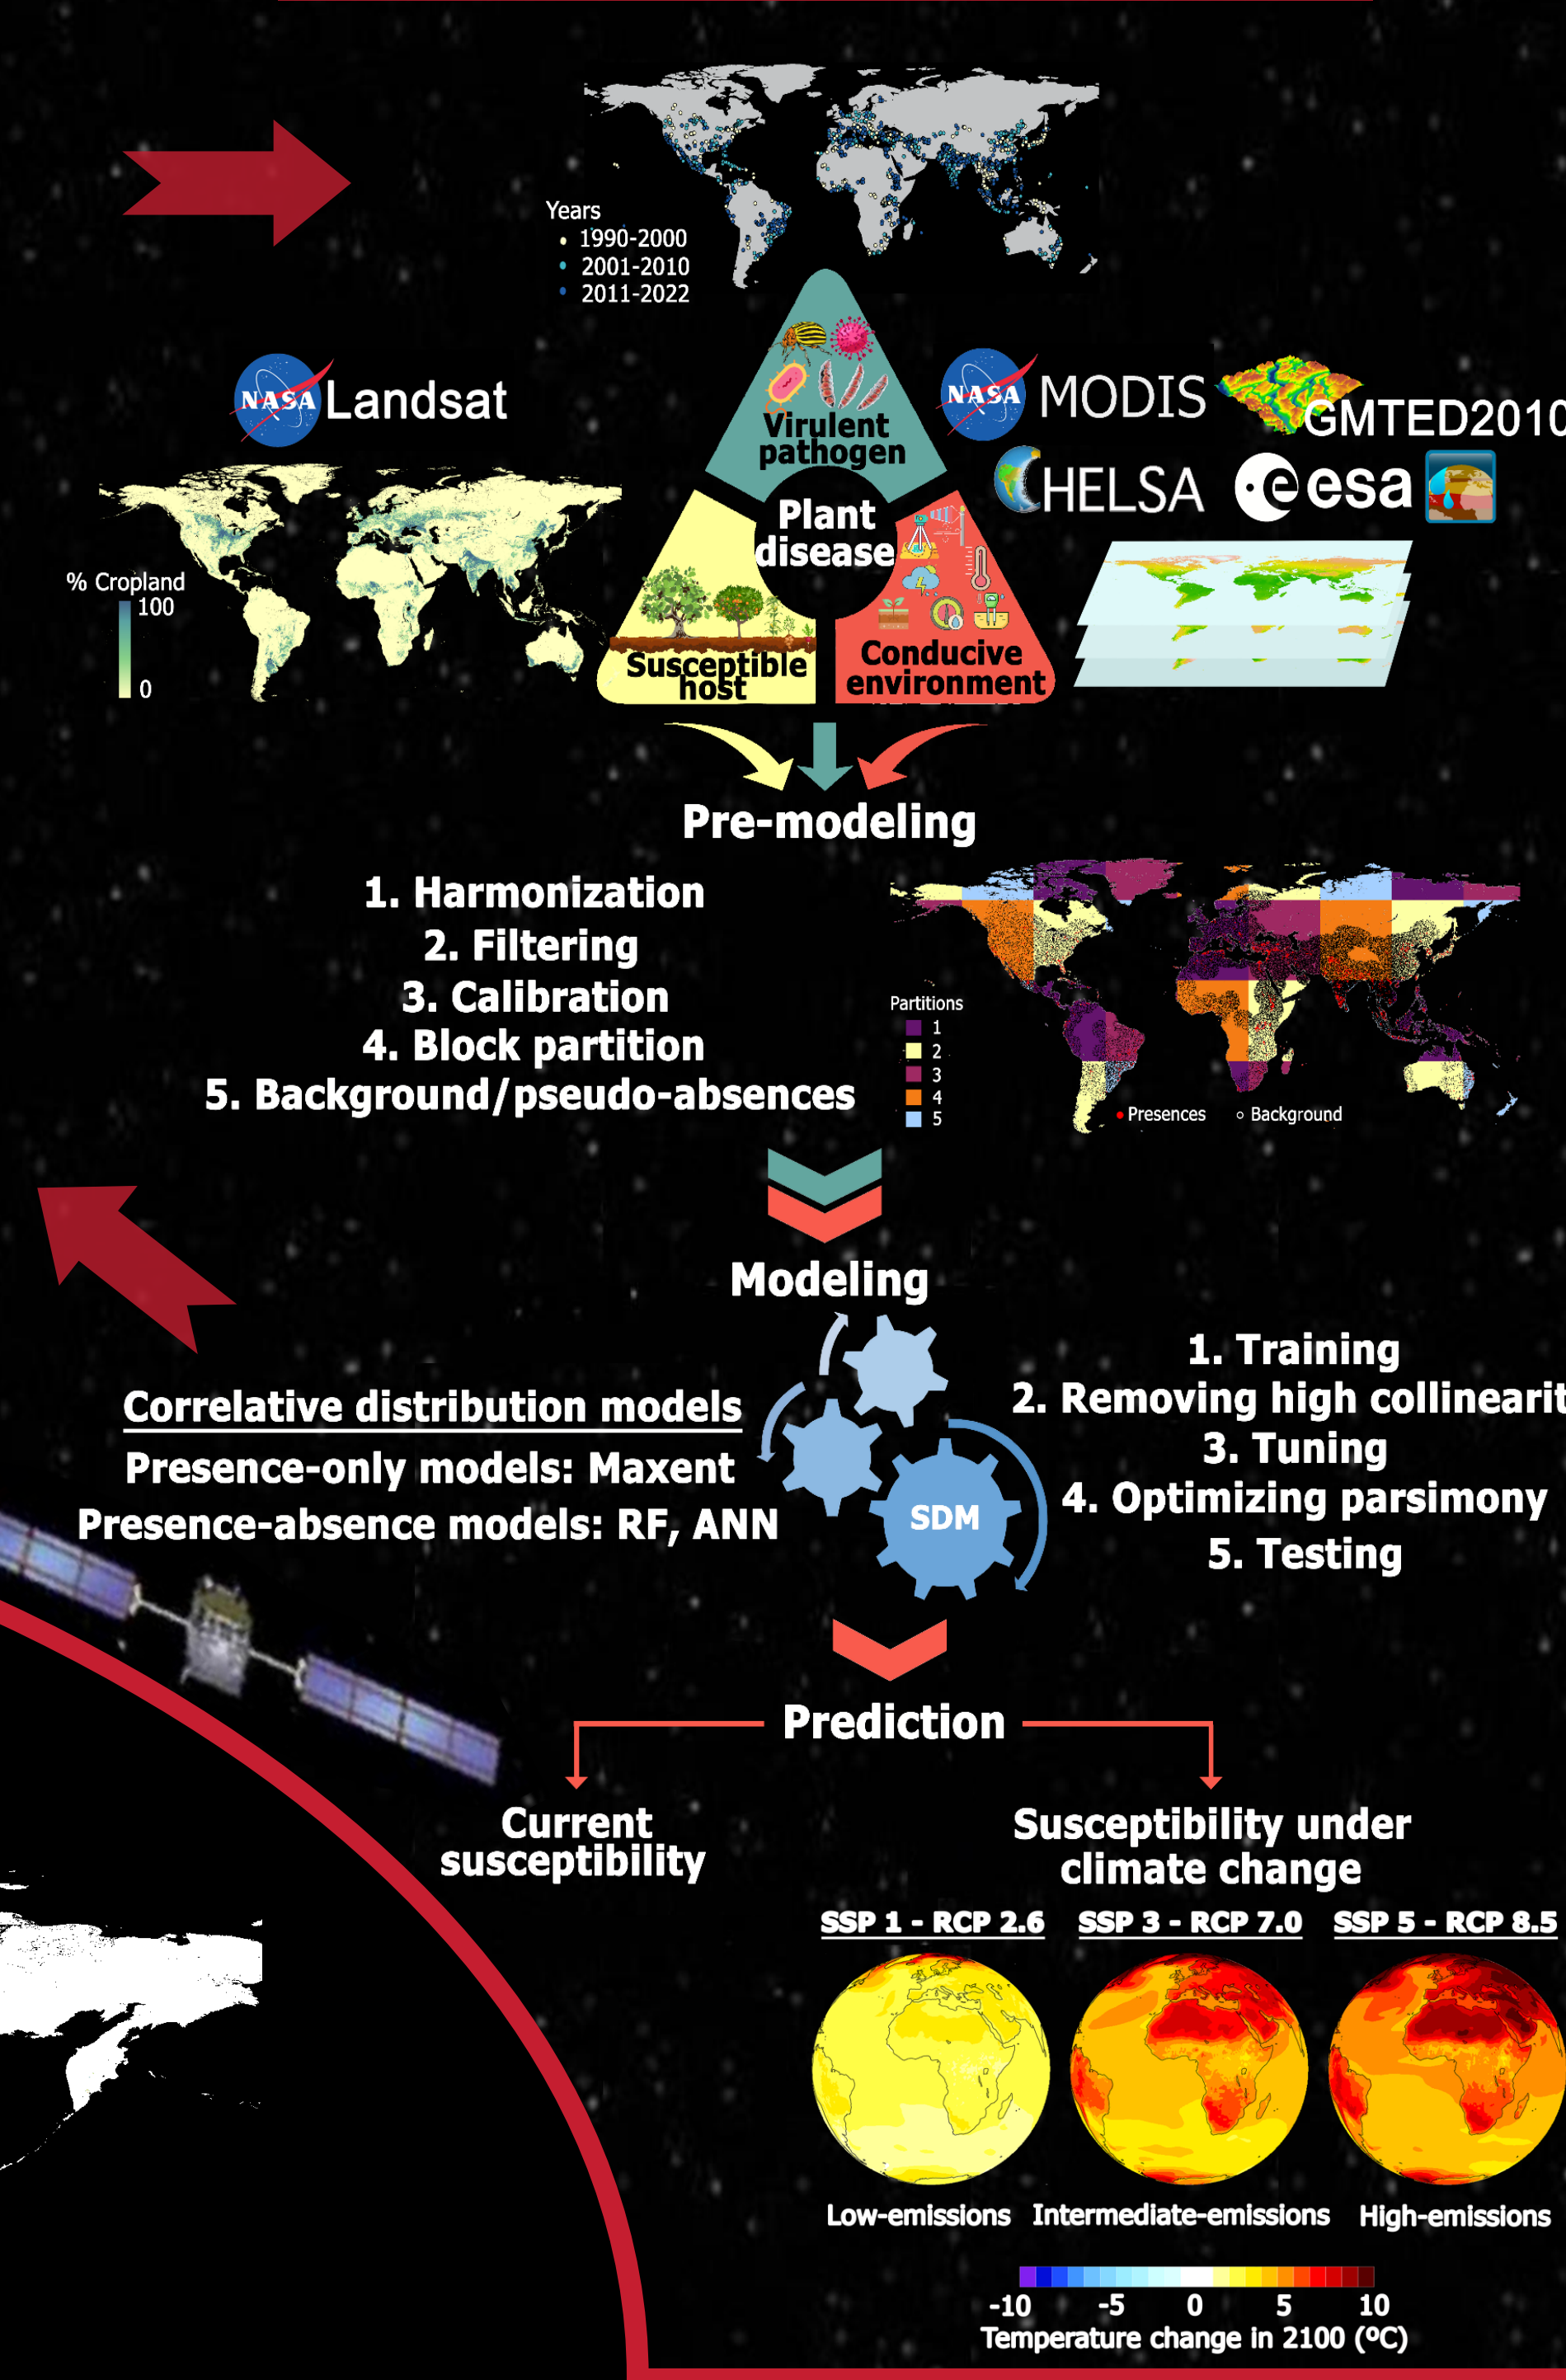 Years
1990-2000
2001-2010
2011-2022
NASA
Landsat
NASA
MODIS
GMTED2010
CHELSA
esa
Virulent
pathogen
Plant
disease
Susceptible
host
Conducive
environment
% Cropland
100
0
Pre-modeling
1. Harmonization
2. Filtering
3. Calibration
4. Block partition
5. Background/pseudo-absences
Partitions
1
2
3
4
5
Presences
Background
Modeling
Correlative distribution models
Presence-only models: Maxent
Presence-absence models: RF, ANN
SDM
1. Training
2. Removing high collinearit
3. Tuning
4. Optimizing parsimony
5. Testing
Prediction
Current
susceptibility
Susceptibility under
climate change
SSP 1 - RCP 2.6
SSP 3 - RCP 7.0
SSP 5 - RCP 8.5
Low-emissions
Intermediate-emissions
High-emissions
-10 -5 0 5 10
Temperature change in 2100 (ºC)